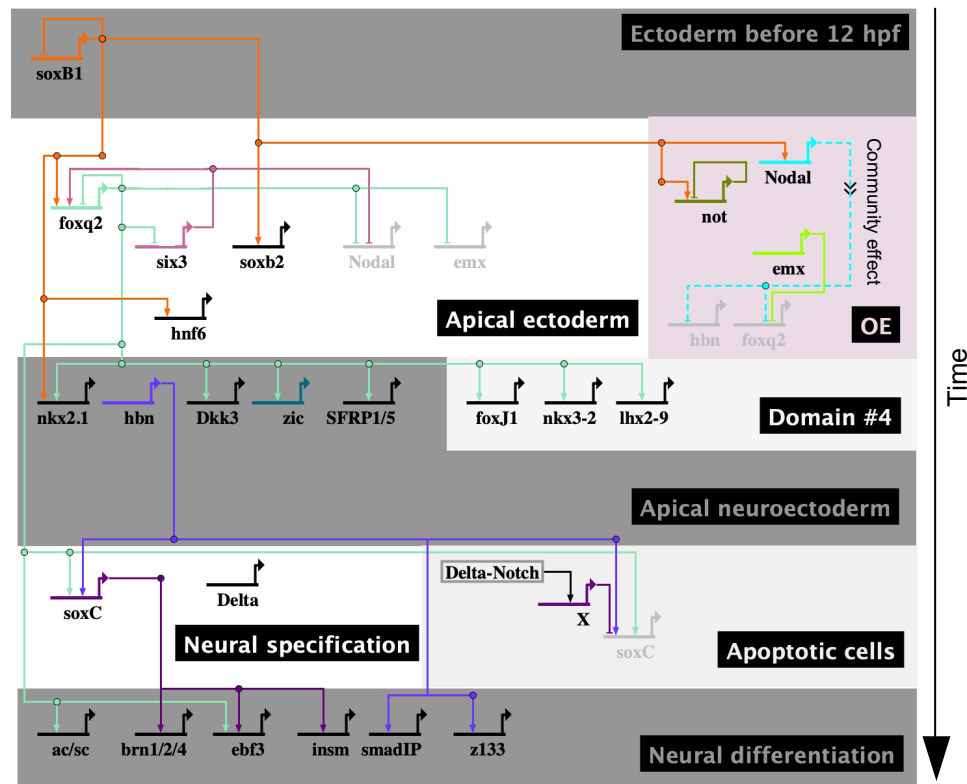 Ectoderm before 12 hpf
soxB1
Nodal
foxq2
not
Community effect
six3
soxb2
Nodal
emx
emx
hnf6
Apical ectoderm
hbn
foxq2
OE
Time
nkx2.1
hbn
Dkk3
zic
SFRP1/5
foxJ1
nkx3-2
lhx2-9
Domain #4
Apical neuroectoderm
Delta-Notch
soxC
Delta
X
Neural specification
soxC
Apoptotic cells
ac/sc
brn1/2/4
ebf3
insm
smadIP
z133
Neural differentiation